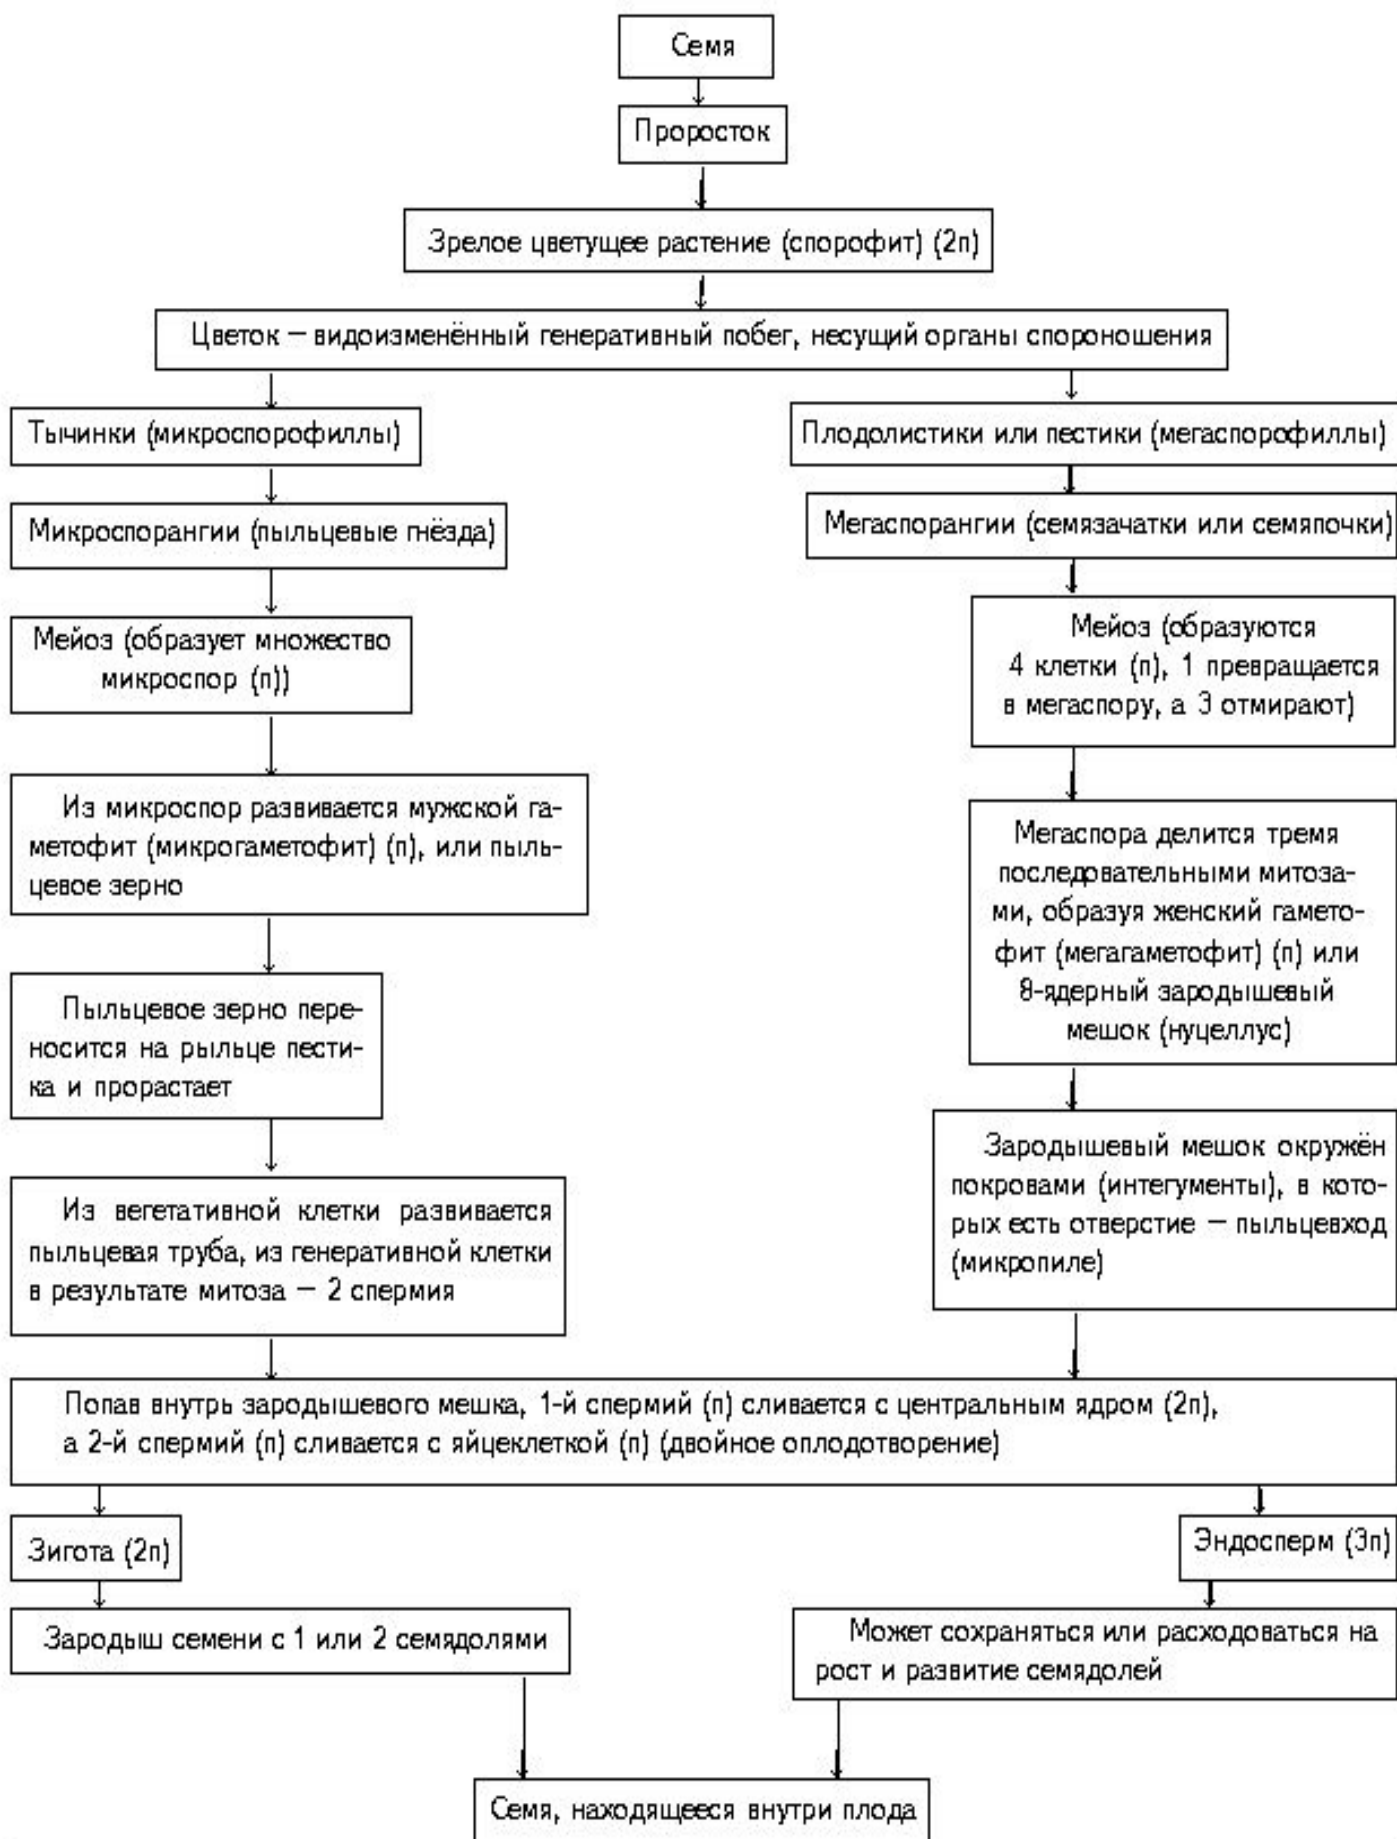 Семя
Проросток
Зрелое цветущее растение (спорофит) (2n)
Цветок — видоизменённый генеративный побег, несущий органы спороношения
Тычинки (микроспорофиллы)
Микроспорангии (пыльцевые гнёзда)
Мейоз (образует множество
микроспор (n))
Из микроспор развивается мужской га-
метофит (микрогаметофит) (n), или пыль-
цевое зерно
Пыльцевое зерно пере-
носится на рыльце пести-
ка и прорастает
Из вегетативной клетки развивается
пыльцевая труба, из генеративной клетки
в результате митоза — 2 спермия
Плодолистики или пестики (мегаспорофиллы)
Мегаспорангии (семязачатки или семяпочки)
Мейоз (образуются
4 клетки (n), 1 превращается
в мегаспору, а 3 отмирают)
Мегаспора делится тремя
последовательными митоза-
ми, образуя женский гамето-
фит (мегагаметофит) (n) или
8-ядерный зародышевый
мешок (нуцеллус)
Зародышевый мешок окружён
покровами (интегументы), в кото-
рых есть отверстие — пыльцевход
(микропиле)
Попав внутрь зародышевого мешка, 1-й спермий (n) сливается с центральным ядром (2n),
а 2-й спермий (n) сливается с яйцеклеткой (n) (двойное оплодотворение)
Зигота (2n)
Зародыш семени с 1 или 2 семядолями
Эндосперм (3n)
Может сохраняться или расходоваться на
рост и развитие семядолей
Семя, находящееся внутри плода